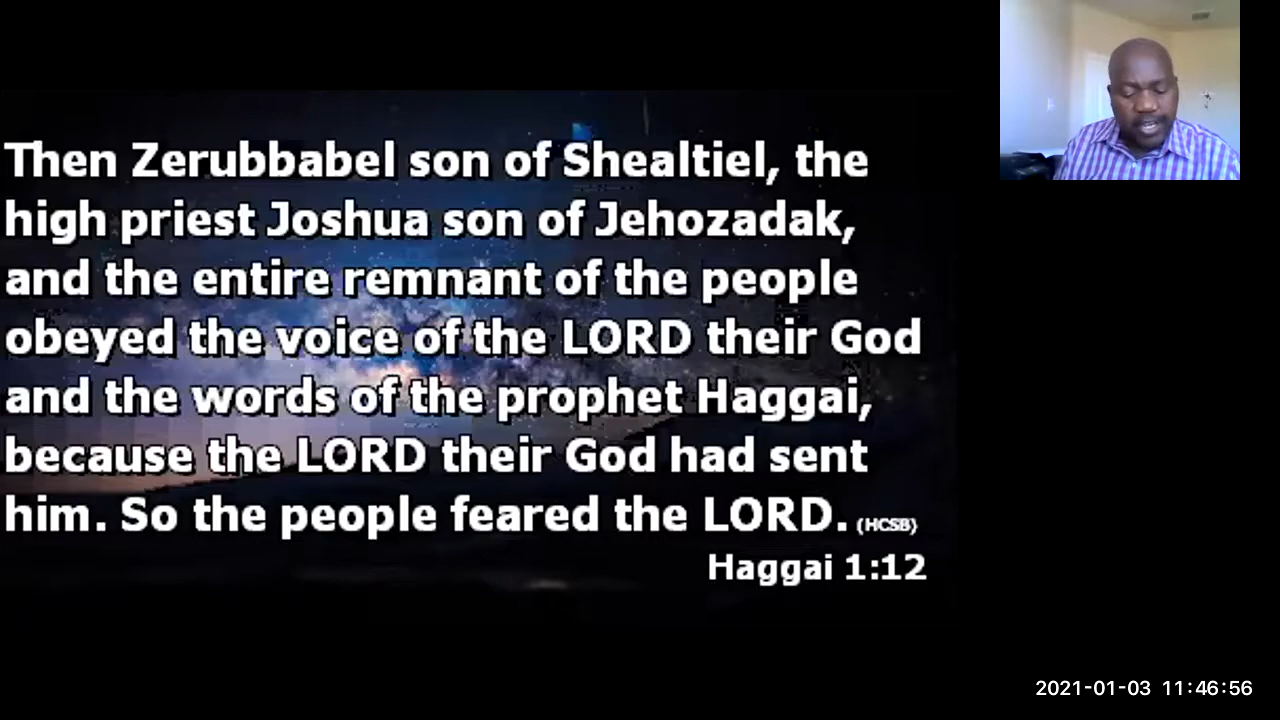 Then Zerubbabel son of Shealtiel, the
high priest Joshua son of Jehozadak,
and the entire remnant of the people
obeyed the voice of the LORD their God
and the words of the prophet Haggai,
because the LORD their God had sent
him. So the people feared the LORD. (HCSB)
Haggai 1:12
2021-01-03 11:46:56